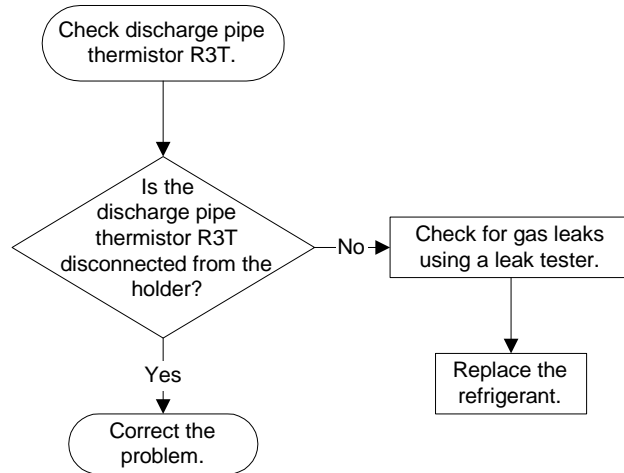 Check discharge pipe
thermistor R3T.
Is the
discharge pipe
thermistor R3T
disconnected from the
holder?
No
Check for gas leaks
using a leak tester.
Replace the
refrigerant.
Yes
Correct the
problem.